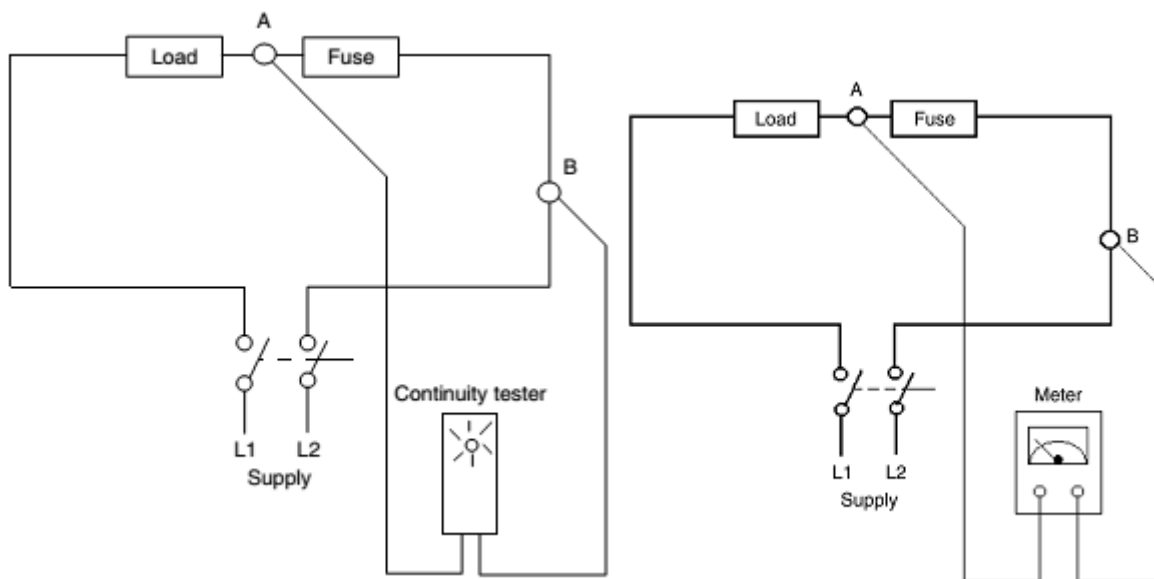 A
Load
Fuse
B
L1 L2
Supply
Continuity tester
A
Load
Fuse
B
L1 L2
Supply
Meter